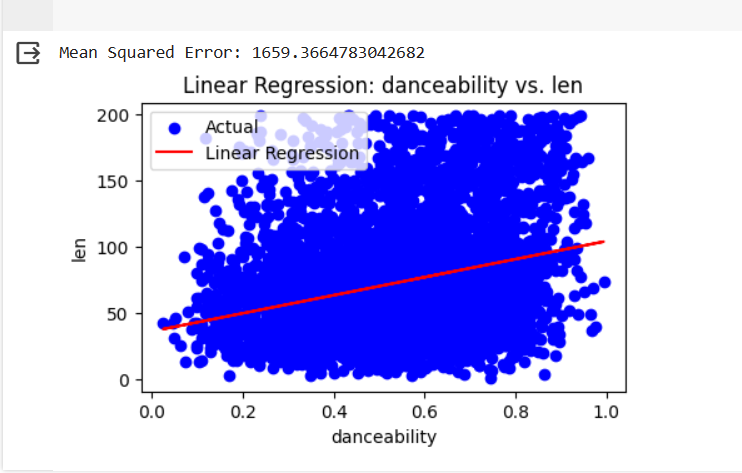 Mean Squared Error: 1659.3664783042682
Linear Regression: danceability vs. len
200
Actual
Linear Regression
150
len
100
50
0
0.0 0.2 0.4 0.6 0.8 1.0
danceability